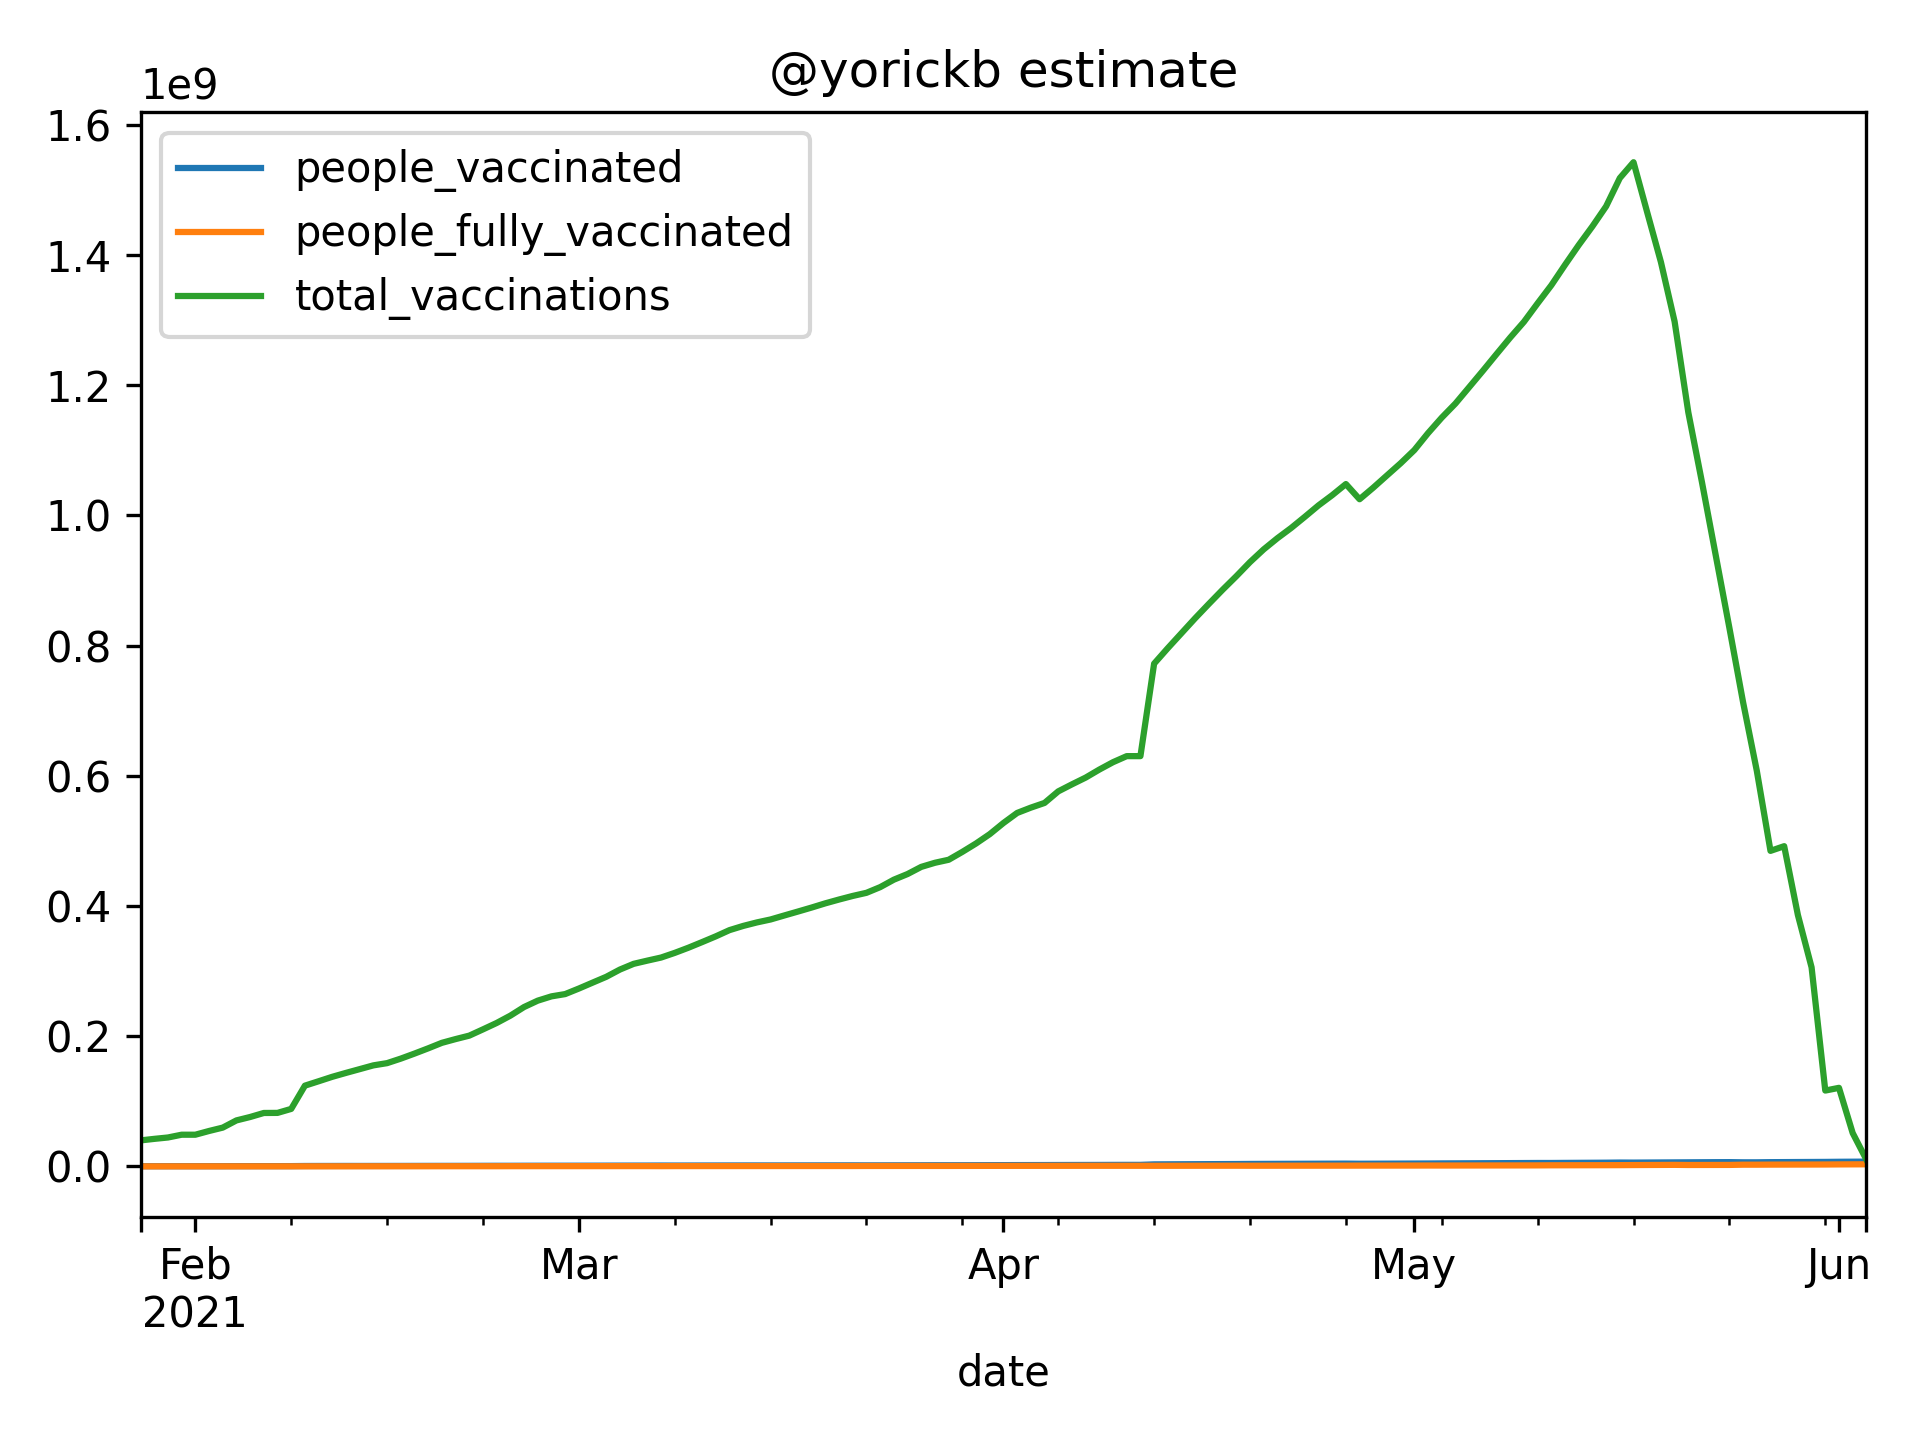 @yorickb estimate
1e9
1.6
1.4
1.2
1.0
0.8
0.6
0.4
0.2
0.0
people_vaccinated
people_fully_vaccinated
total_vaccinations
Feb Mar Apr May Jun
2021
date